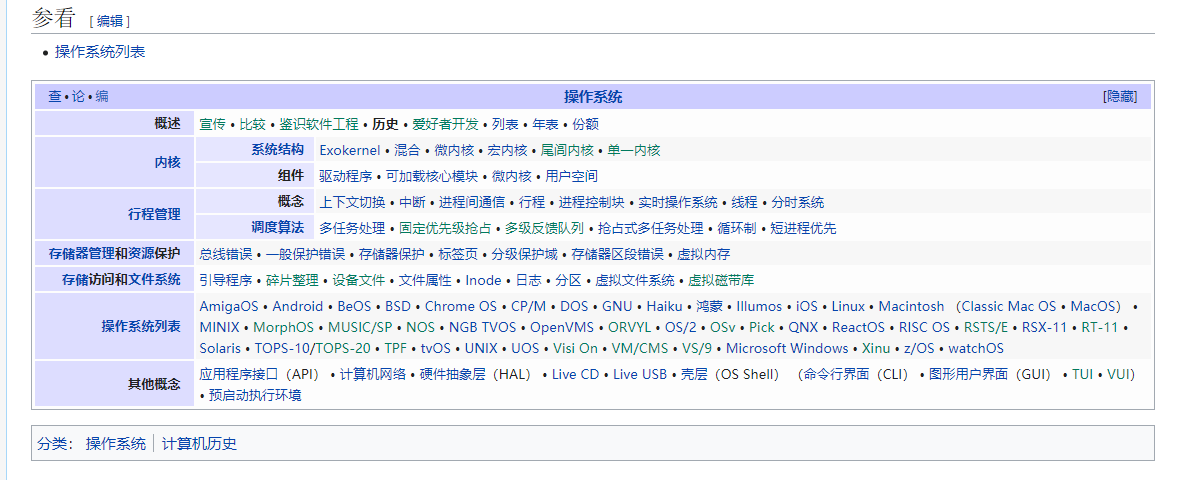 参看 [ 编辑 ]
• 操作系统列表
查 • 论 • 编 操作系统 [隐藏]
概述 宣传 • 比较 • 鉴识软件工程 • 历史 • 爱好者开发 • 列表 • 年表 • 份额
内核
系统结构 Exokernel • 混合 • 微内核 • 宏内核 • 尾闾内核 • 单一内核
组件 驱动程序 • 可加载核心模块 • 微内核 • 用户空间
行程管理
概念 上下文切换 • 中断 • 进程间通信 • 行程 • 进程控制块 • 实时操作系统 • 线程 • 分时系统
调度算法 多任务处理 • 固定优先级抢占 • 多级反馈队列 • 抢占式多任务处理 • 循环制 • 短进程优先
存储器管理和资源保护 总线错误 • 一般保护错误 • 存储器保护 • 标签页 • 分级保护域 • 存储器区段错误 • 虚拟内存
存储访问和文件系统 引导程序 • 碎片整理 • 设备文件 • 文件属性 • Inode • 日志 • 分区 • 虚拟文件系统 • 虚拟磁带库
操作系统列表
AmigaOS • Android • BeOS • BSD • Chrome OS • CP/M • DOS • GNU • Haiku • 鸿蒙 • Illumos • iOS • Linux • Macintosh （Classic Mac OS • MacOS） •
MINIX • MorphOS • MUSIC/SP • NOS • NGB TVOS • OpenVMS • ORVYL • OS/2 • OSv • Pick • QNX • ReactOS • RISC OS • RSTS/E • RSX-11 • RT-11 •
Solaris • TOPS-10/TOPS-20 • TPF • tvOS • UNIX • UOS • Visi On • VM/CMS • VS/9 • Microsoft Windows • Xinu • z/OS • watchOS
其他概念
应用程序接口（API） • 计算机网络 • 硬件抽象层（HAL） • Live CD • Live USB • 壳层（OS Shell） （命令行界面（CLI） • 图形用户界面（GUI） • TUI • VUI）
• 预启动执行环境
分类： 操作系统 | 计算机历史